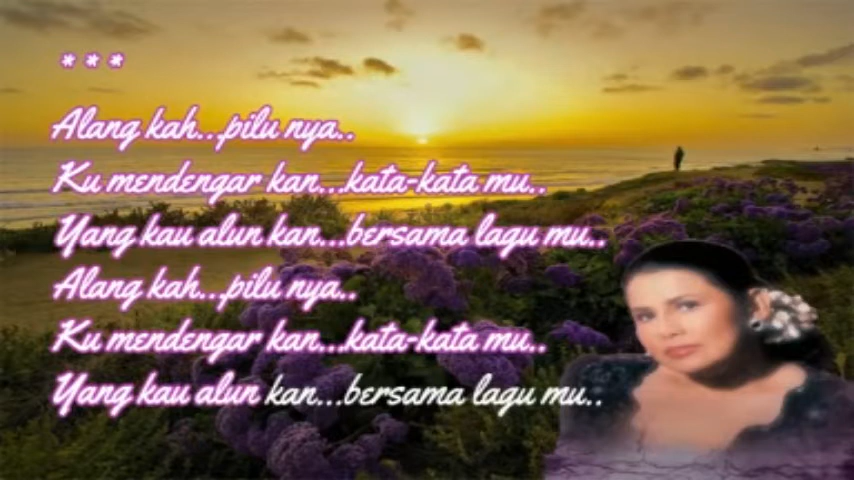 * * *
Alang kah...pilu nya..
Ku mendengar kan...kata-kata mu..
Yang kau alun kan...bersama lagu mu..
Alang kah...pilu nya..
Ku mendengar kan...kata-kata mu..
Yang kau alun kan...bersama lagu mu..